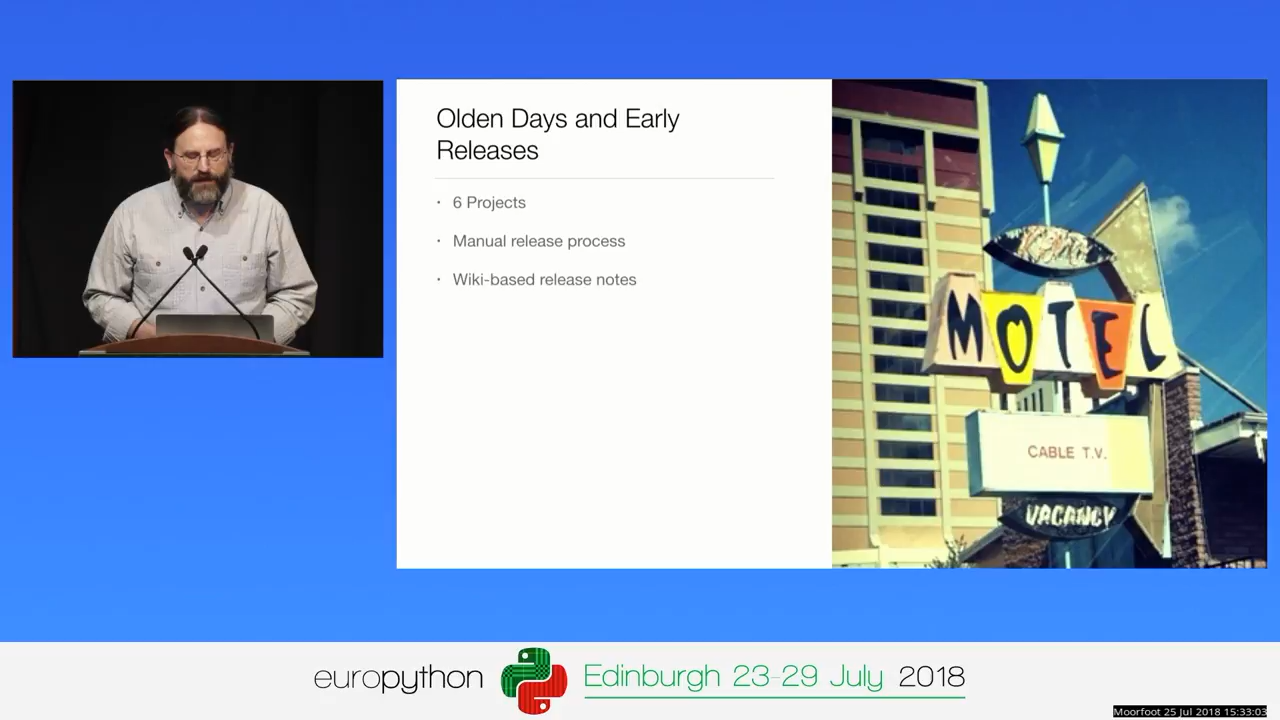 Olden Days and Early
Releases
· 6 Projects
· Manual release process
· Wiki-based release notes
MOTEL
CABLE T.V.
VACANCY
europython Edinburgh 23-29 July 2018
Moorfoot 25 Jul 2018 15:33:03